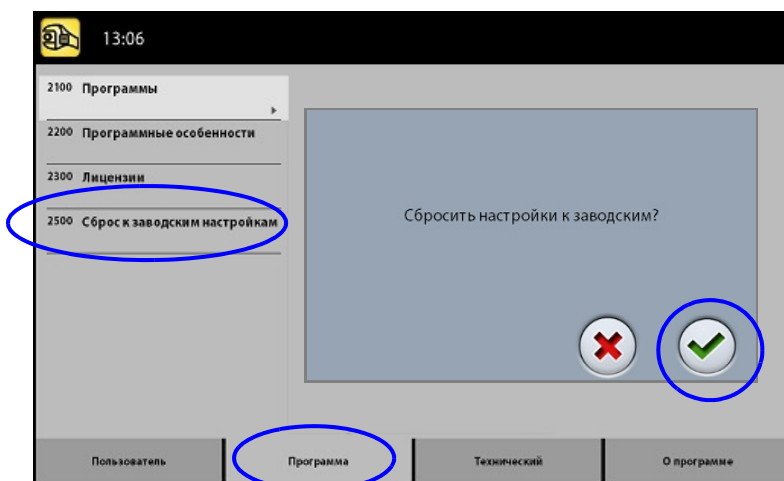 13:06
2100 Программы
2200 Программные особенности
2300 Лицензии
2500 Сброс к заводским настройкам
Сбросить настройки к заводским?
Пользователь Программа Технический О программе